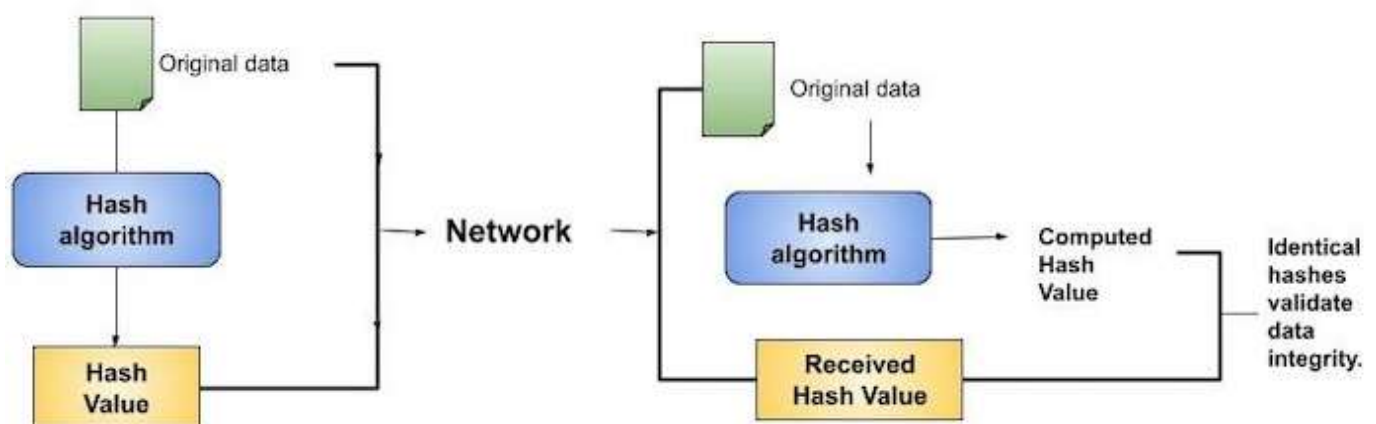 Original data
Hash
algorithm
Hash
Value
Network
Original data
Hash
algorithm
Computed
Hash
Value
Received
Hash Value
Identical
hashes
validate
data
integrity.